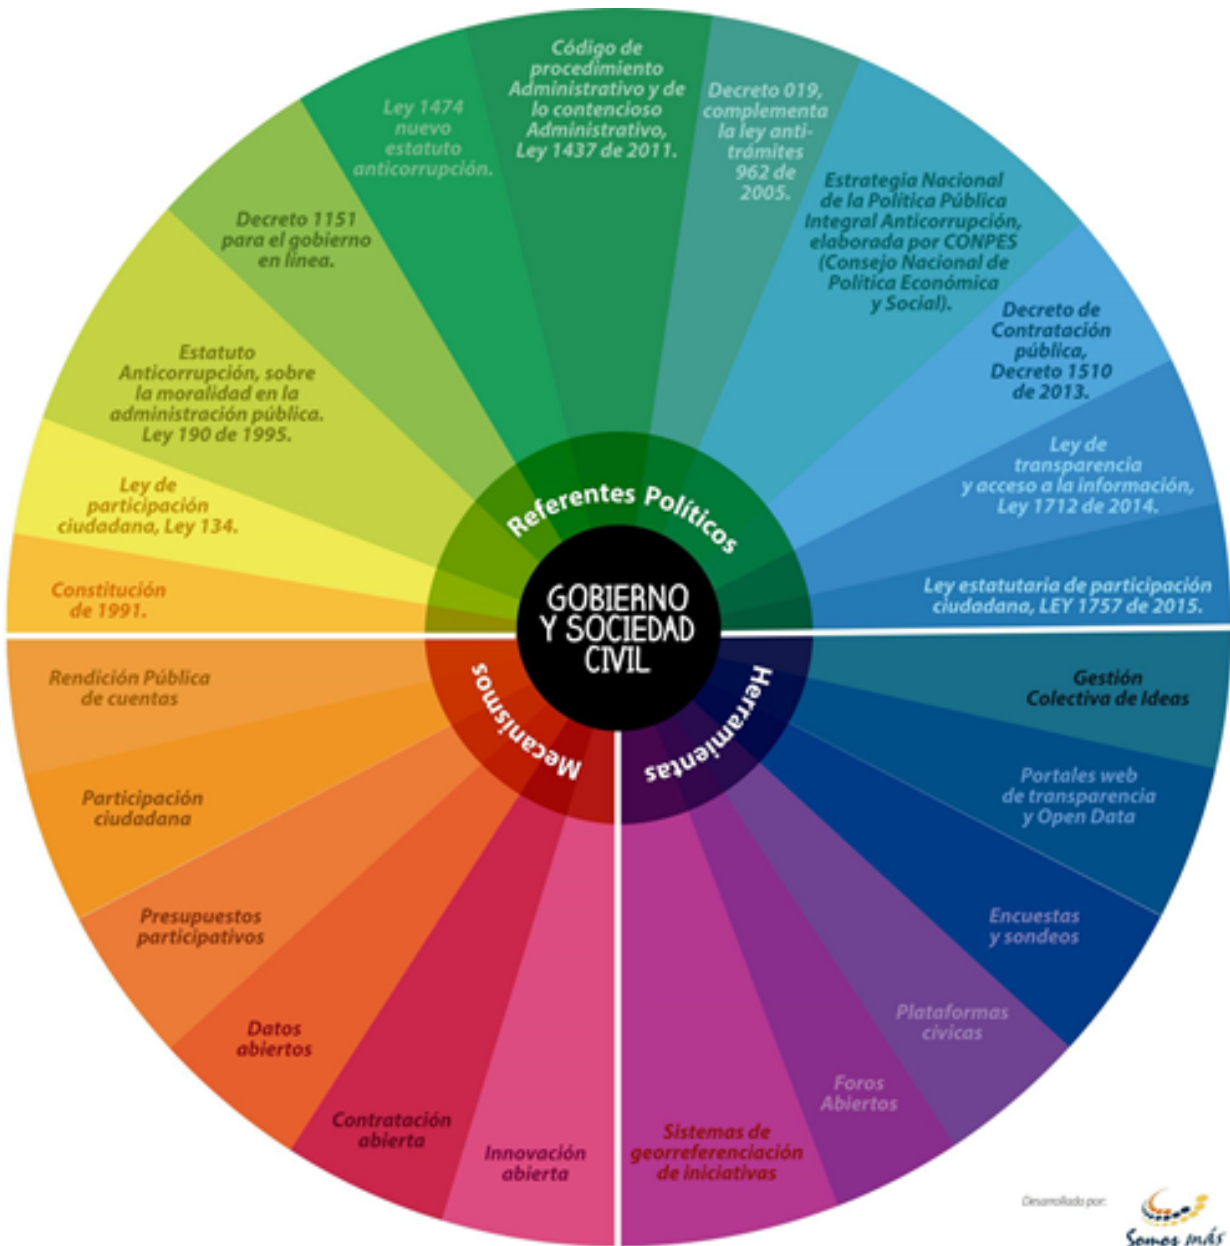 GOBIERNO
Y SOCIEDAD
CIVIL
Referentes Políticos
Constitución
de 1991.
Ley de
participación
ciudadana, Ley 134.
Estatuto
Anticorrupción, sobre
la moralidad en la
administración pública.
Ley 190 de 1995.
Decreto 1151
para el gobierno
en línea.
Ley 1474
nuevo
estatuto
anticorrupción.
Código de
procedimiento
Administrativo y de
lo contencioso
Administrativo,
Ley 1437 de 2011.
Decreto 019,
complementa
la ley anti-
trámites
962 de
2005.
Estrategia Nacional
de la Política Pública
Integral Anticorrupción,
elaborada por CONPES
(Consejo Nacional de
Política Económica
y Social).
Decreto de
Contratación
pública,
Decreto 1510
de 2013.
Ley de
transparencia
y acceso a la información,
Ley 1712 de 2014.
Ley estatutaria de participación
ciudadana, LEY 1757 de 2015.
Herramientas
Gestión
Colectiva de Ideas
Portales web
de transparencia
y Open Data
Encuestas
y sondeos
Plataformas
cívicas
Foros
Abiertos
Sistemas de
georreferenciación
de iniciativas
Mecanismos
Innovación
abierta
Contratación
abierta
Datos
abiertos
Presupuestos
participativos
Participación
ciudadana
Rendición Pública
de cuentas
Desarrollado por:
Somos más